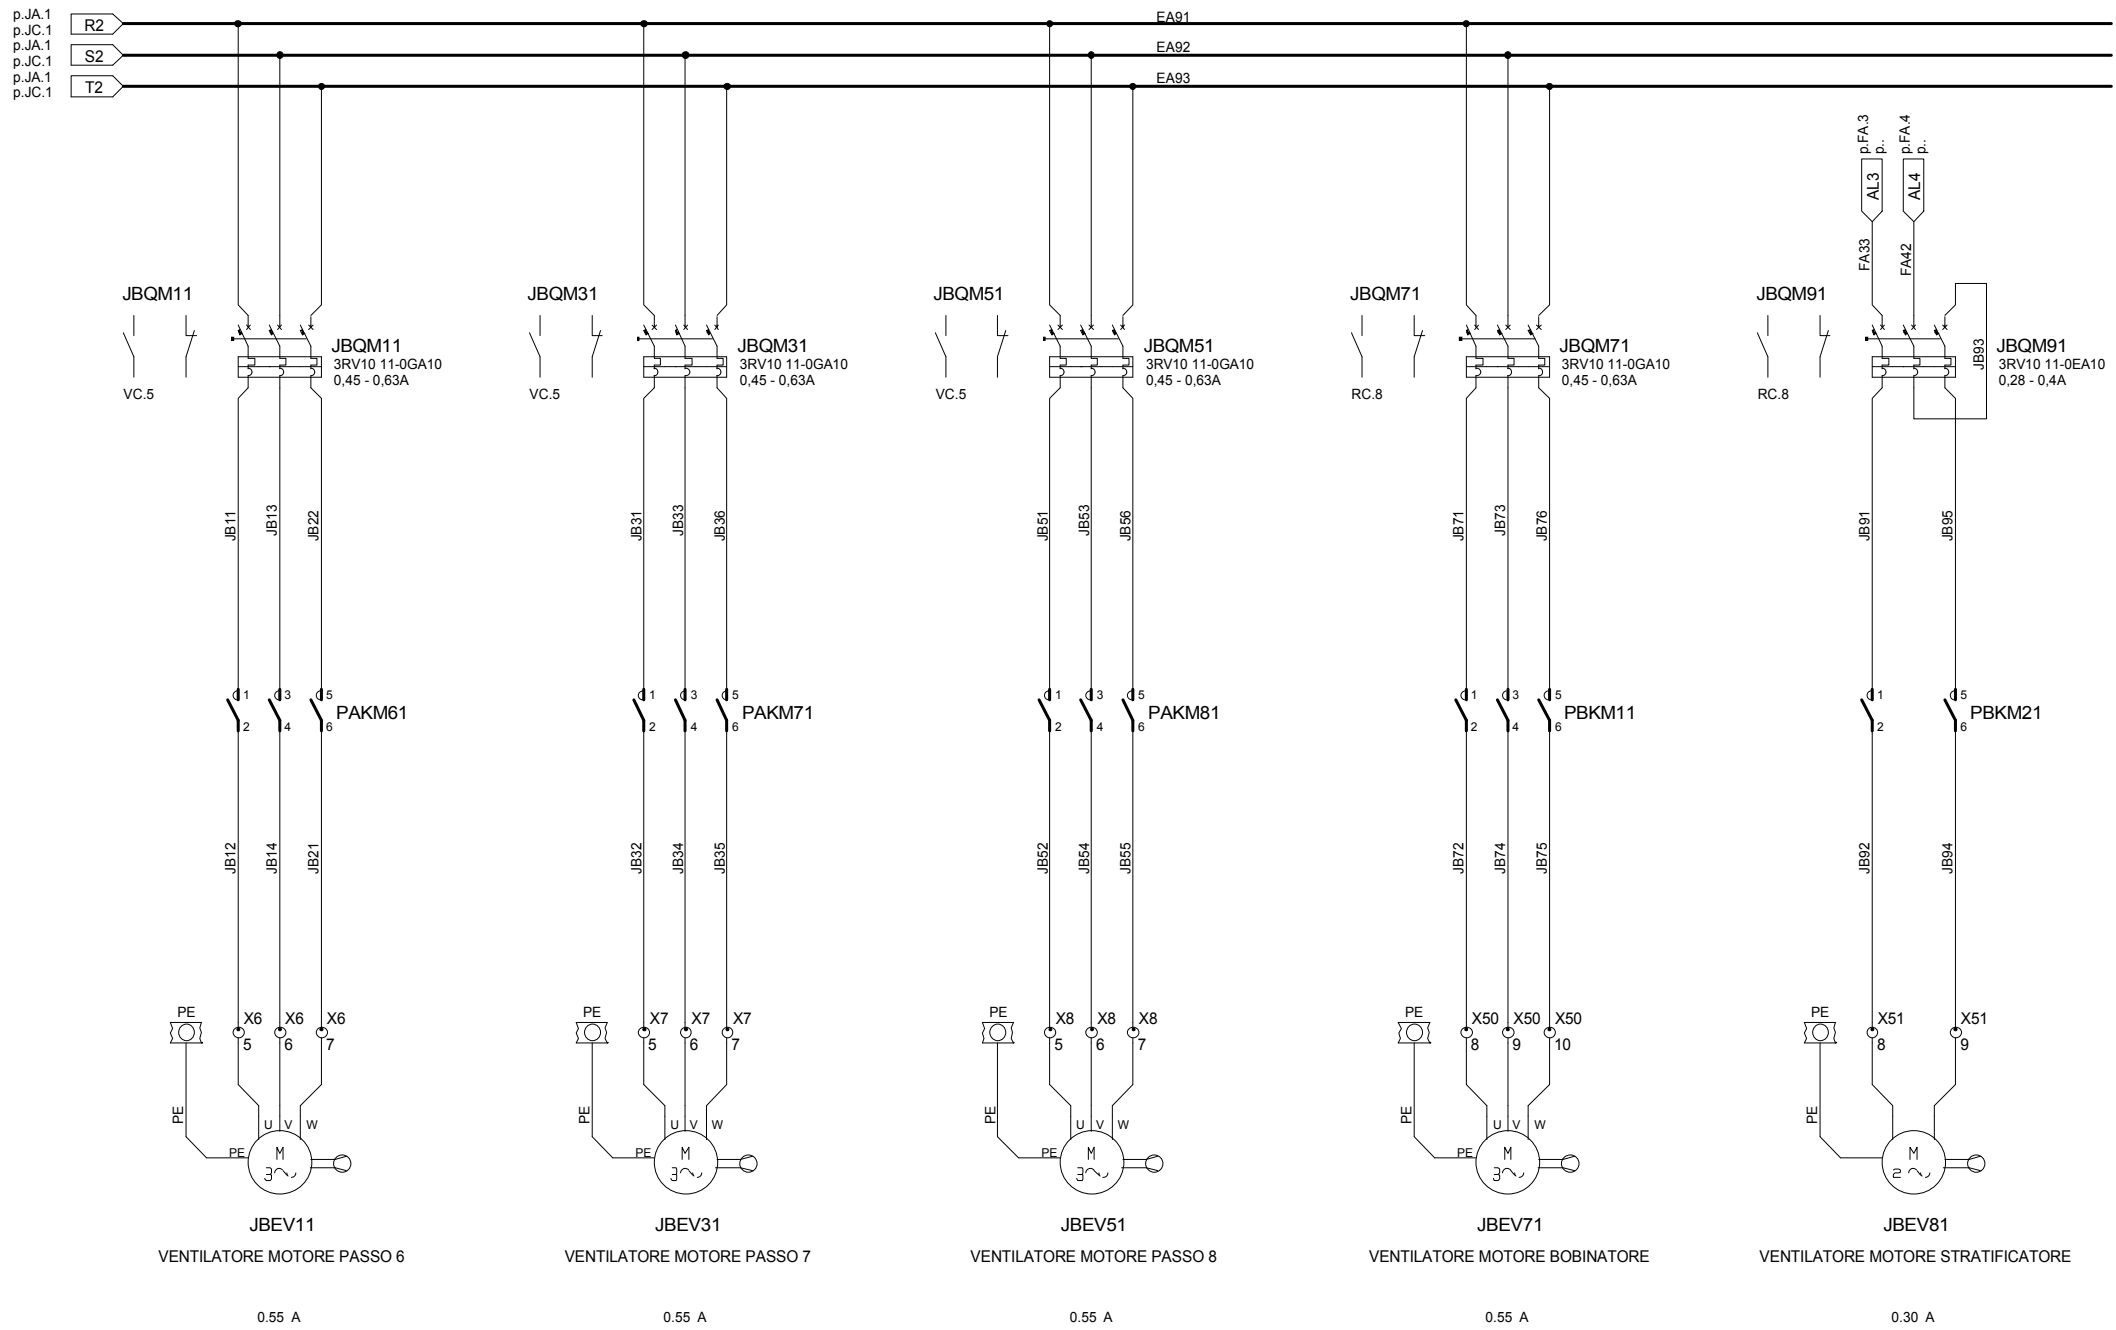 p.JA.1
p.JC.1
R2
EA91
p.JA.1
p.JC.1
S2
EA92
p.JA.1
p.JC.1
T2
EA93
p.FA.3
p..
p.FA.4
p..
AL3
AL4
FA33
FA42
JBQM11
JBQM31
JBQM51
JBQM71
JBQM91
JBQM11
3RV10 11-0GA10
0,45 - 0,63A
JBQM31
3RV10 11-0GA10
0,45 - 0,63A
JBQM51
3RV10 11-0GA10
0,45 - 0,63A
JBQM71
3RV10 11-0GA10
0,45 - 0,63A
JB93
JBQM91
3RV10 11-0EA10
0,28 - 0,4A
VC.5
VC.5
VC.5
RC.8
RC.8
JB11
JB13
JB22
JB31
JB33
JB36
JB51
JB53
JB56
JB71
JB73
JB76
JB91
JB95
1 3 5
2 4 6
PAKM61
1 3 5
2 4 6
PAKM71
1 3 5
2 4 6
PAKM81
1 3 5
2 4 6
PBKM11
1 5
2 6
PBKM21
JB12
JB14
JB21
JB32
JB34
JB35
JB52
JB54
JB55
JB72
JB74
JB75
JB92
JB94
PE X6 X6 X6
5 6 7
PE X7 X7 X7
5 6 7
PE X8 X8 X8
5 6 7
PE X50 X50 X50
8 9 10
PE X51 X51
8 9
PE
U V W
PE
M
3
PE
U V W
PE
M
3
PE
U V W
PE
M
3
PE
U V W
PE
M
3
PE
M
2
JBEV11
JBEV31
JBEV51
JBEV71
JBEV81
VENTILATORE MOTORE PASSO 6
VENTILATORE MOTORE PASSO 7
VENTILATORE MOTORE PASSO 8
VENTILATORE MOTORE BOBINATORE
VENTILATORE MOTORE STRATIFICATORE
0.55 A
0.55 A
0.55 A
0.55 A
0.30 A